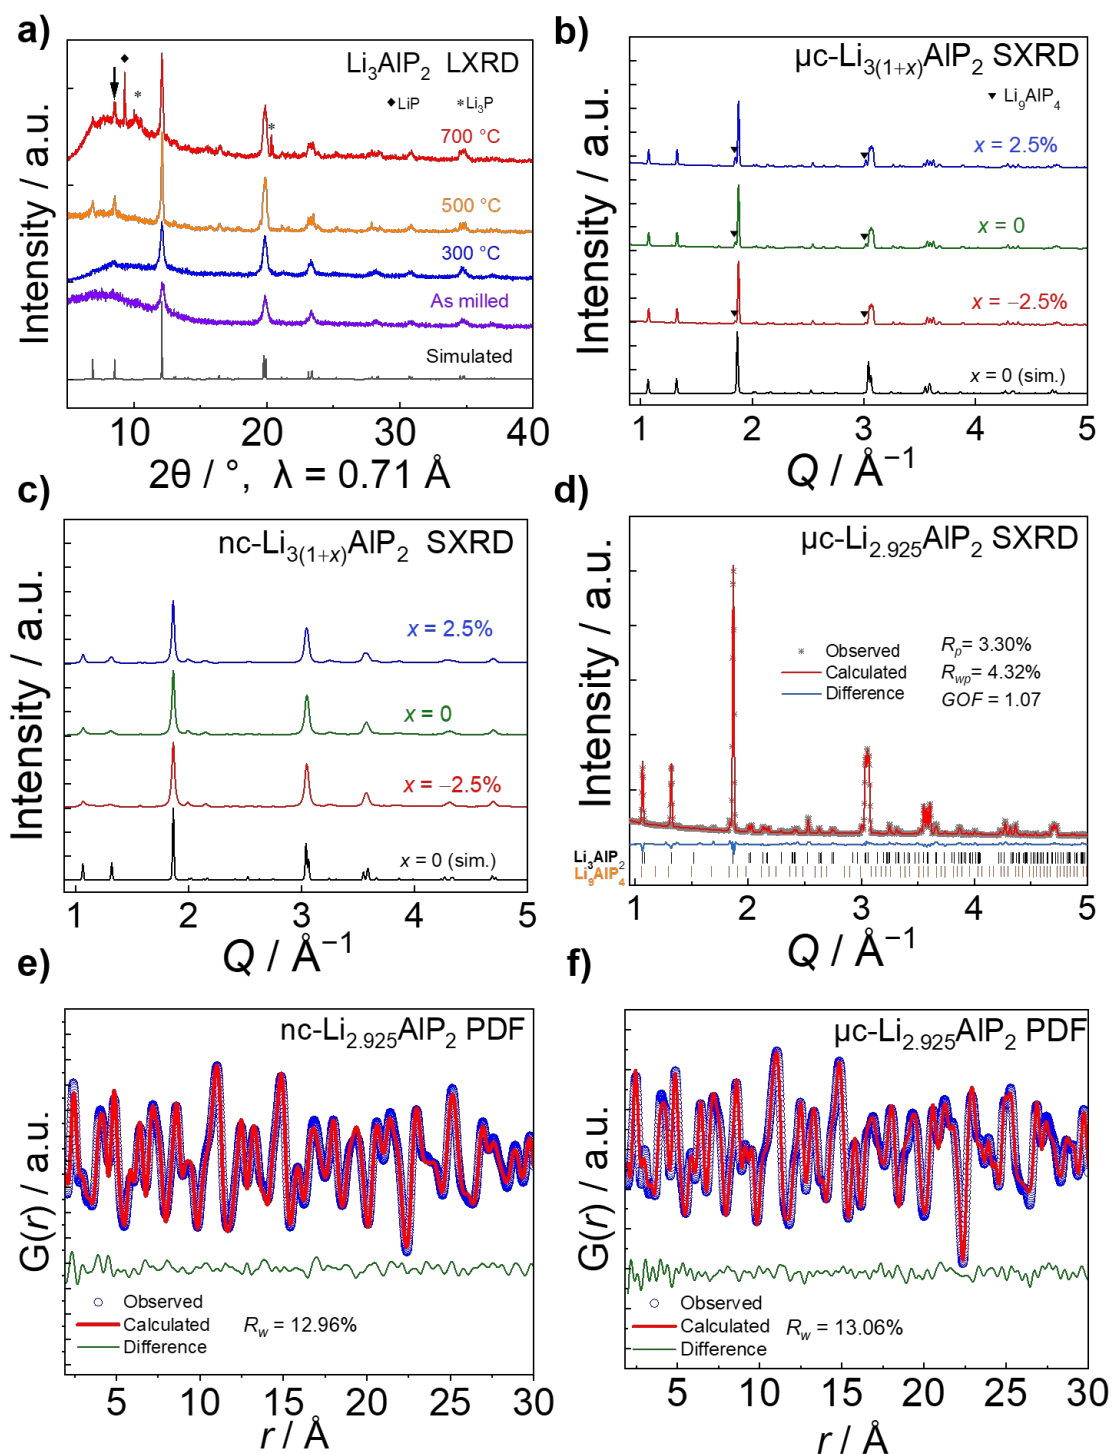 a)
Li₃AlP₂ LXRD
◆ LiP *Li₃P
◆
*
*
700 °C
500 °C
300 °C
As milled
Simulated
Intensity / a.u.
10 20 30 40
2θ / °, λ = 0.71 Å
b)
μc-Li₃₍₁₊ₓ₎AlP₂ SXRD
▼ Li₉AlP₄
x = 2.5%
x = 0
x = −2.5%
x = 0 (sim.)
Intensity / a.u.
1 2 3 4 5
Q / Å⁻¹
c)
nc-Li₃₍₁₊ₓ₎AlP₂ SXRD
x = 2.5%
x = 0
x = −2.5%
x = 0 (sim.)
Intensity / a.u.
1 2 3 4 5
Q / Å⁻¹
d)
μc-Li₂.₉₂₅AlP₂ SXRD
Observed
Calculated
Difference
Rₚ = 3.30%
R_wp = 4.32%
GOF = 1.07
Li₃AlP₂
Li₉AlP₄
Intensity / a.u.
1 2 3 4 5
Q / Å⁻¹
e)
nc-Li₂.₉₂₅AlP₂ PDF
Observed
Calculated
Difference
R_w = 12.96%
G(r) / a.u.
5 10 15 20 25 30
r / Å
f)
μc-Li₂.₉₂₅AlP₂ PDF
Observed
Calculated
Difference
R_w = 13.06%
G(r) / a.u.
5 10 15 20 25 30
r / Å